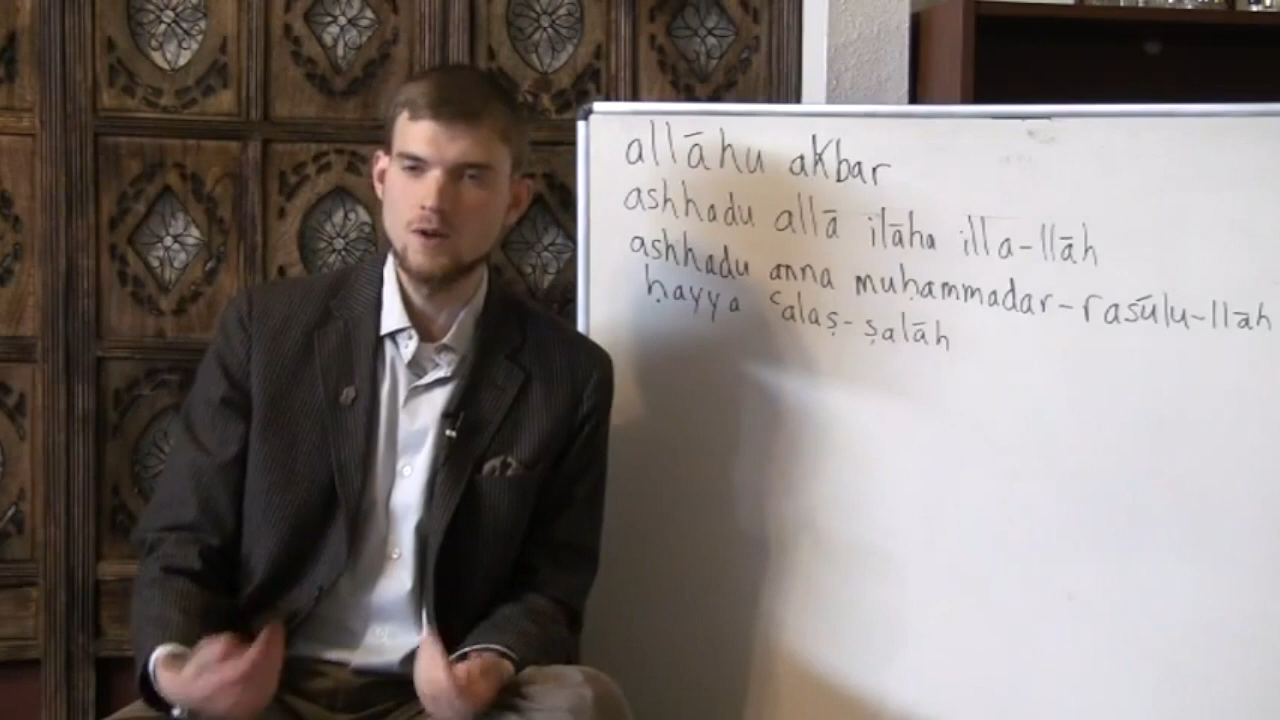 allāhu akbar
ashhadu allā ilāha illa-llāh
ashhadu anna muḥammadar-rasūlu-llāh
ḥayya ʿalaṣ-ṣalāh